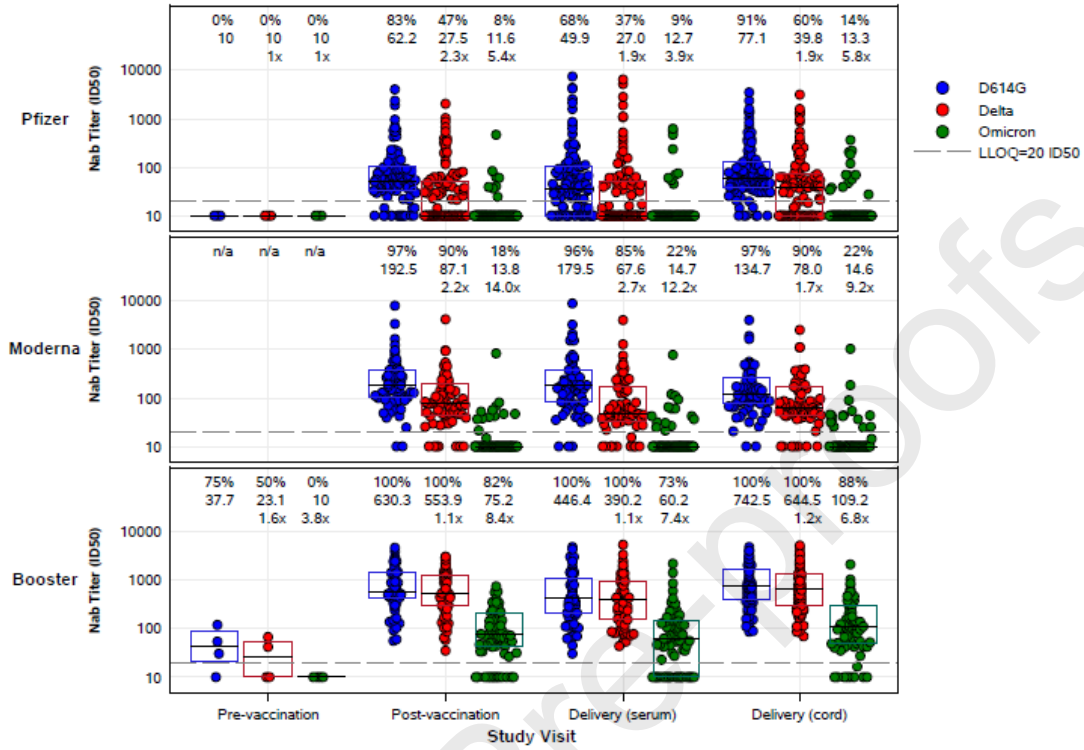 0% 0% 0% 83% 47% 8% 68% 37% 9% 91% 60% 14%
10 10 10 62.2 27.5 11.6 49.9 27.0 12.7 77.1 39.8 13.3
1x 1x 2.3x 5.4x 1.9x 3.9x 1.9x 5.8x
10000
1000
100
10
Pfizer
Nab Titer (ID50)
D614G
Delta
Omicron
LLOQ=20 ID50
n/a n/a n/a 97% 90% 18% 96% 85% 22% 97% 90% 22%
192.5 87.1 13.8 179.5 67.6 14.7 134.7 78.0 14.6
2.2x 14.0x 2.7x 12.2x 1.7x 9.2x
10000
1000
100
10
Moderna
Nab Titer (ID50)
75% 50% 0% 100% 100% 82% 100% 100% 73% 100% 100% 88%
37.7 23.1 10 630.3 553.9 75.2 446.4 390.2 60.2 742.5 644.5 109.2
1.6x 3.8x 1.1x 8.4x 1.1x 7.4x 1.2x 6.8x
10000
1000
100
10
Booster
Nab Titer (ID50)
Pre-vaccination Post-vaccination Delivery (serum) Delivery (cord)
Study Visit
re-proofs